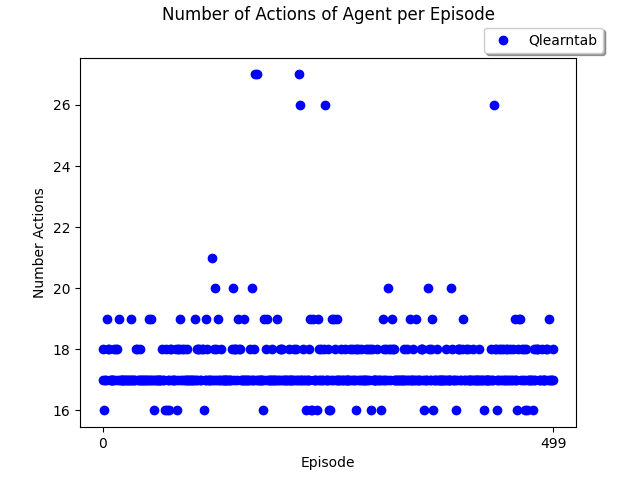 Number of Actions of Agent per Episode
Qlearntab
Number Actions
26
24
22
20
18
16
0
499
Episode